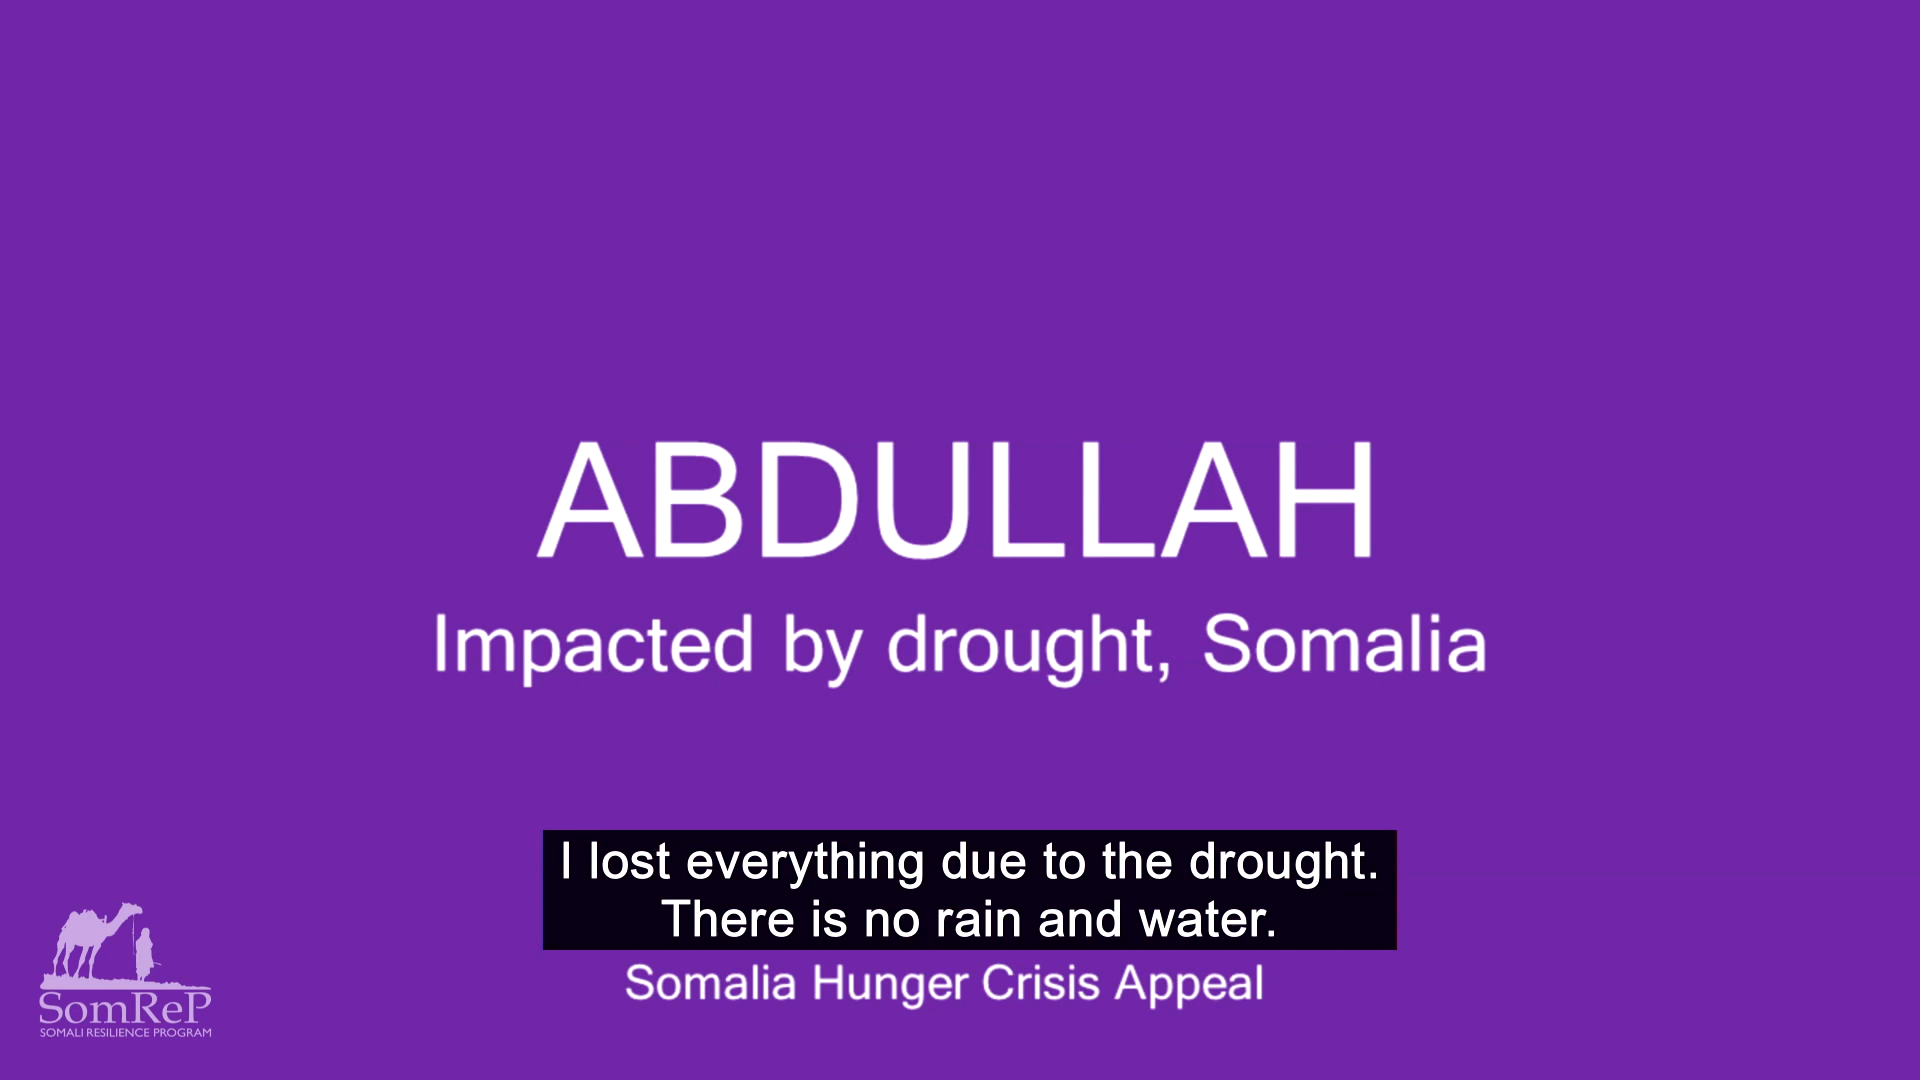 ABDULLAH
Impacted by drought, Somalia
I lost everything due to the drought.
There is no rain and water.
Somalia Hunger Crisis Appeal
SomReP
SOMALI RESILIENCE PROGRAM